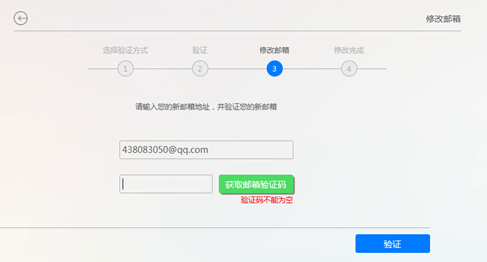 修改邮箱
选择验证方式 验证 修改邮箱 修改完成
1 2 3 4
请输入您的新邮箱地址，并验证您的新邮箱
438083050@qq.com
获取邮箱验证码
验证码不能为空
验证